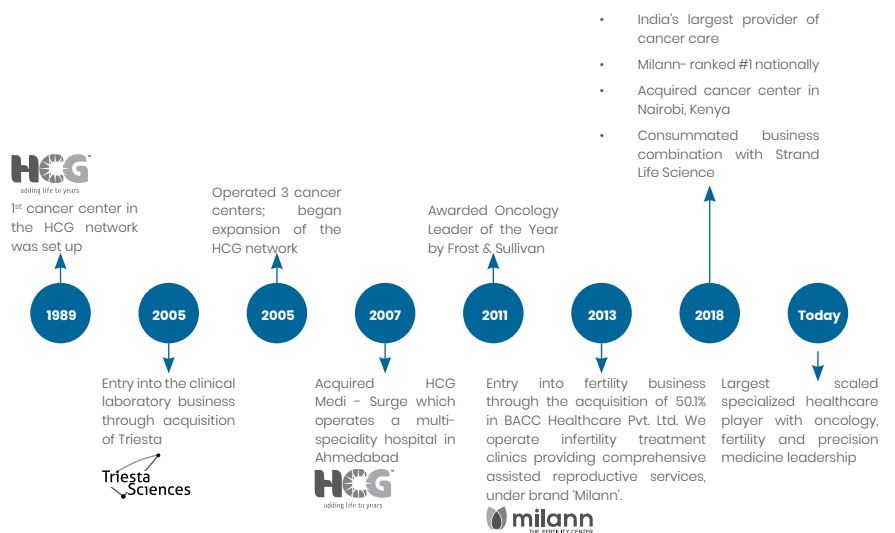 • India's largest provider of
cancer care
• Milann- ranked #1 nationally
• Acquired cancer center in
Nairobi, Kenya
• Consummated business
combination with Strand
Life Science
HCG™
adding life to years
1st cancer center in
the HCG network
was set up
Operated 3 cancer
centers; began
expansion of the
HCG network
Awarded Oncology
Leader of the Year
by Frost & Sullivan
1989
2005
2005
2007
2011
2013
2018
Today
Entry into the clinical
laboratory business
through acquisition
of Triesta
Triesta
Sciences
Acquired HCG
Medi - Surge which
operates a multi-
speciality hospital in
Ahmedabad
HCG™
adding life to years
Entry into fertility business
through the acquisition of 50.1%
in BACC Healthcare Pvt. Ltd. We
operate infertility treatment
clinics providing comprehensive
assisted reproductive services,
under brand 'Milann'.
milann
THE FERTILITY CENTER
Largest scaled
specialized healthcare
player with oncology,
fertility and precision
medicine leadership